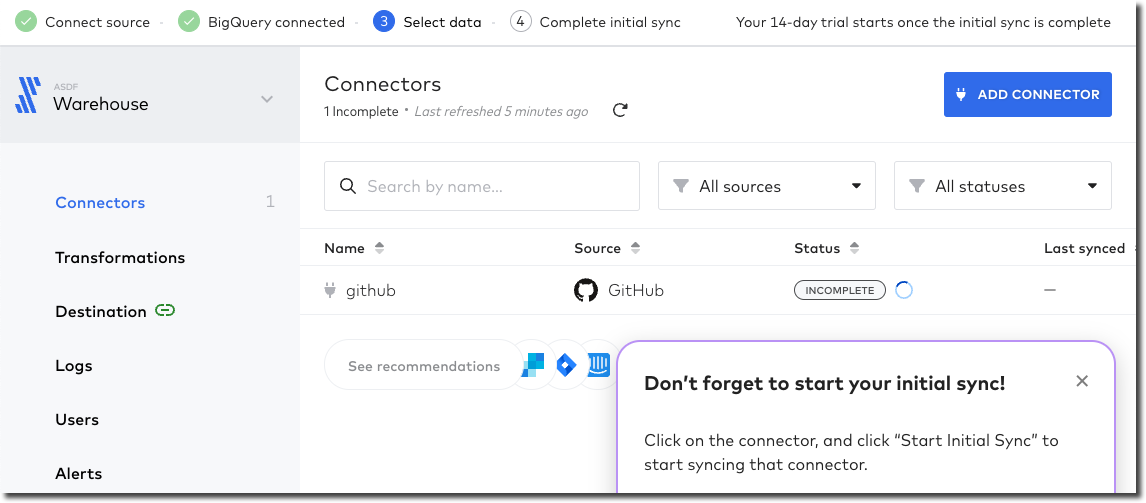 Connect source · BigQuery connected · 3 Select data · 4 Complete initial sync Your 14-day trial starts once the initial sync is complete
ASDF
Warehouse
Connectors 1
Transformations
Destination
Logs
Users
Alerts
Connectors
1 Incomplete · Last refreshed 5 minutes ago
ADD CONNECTOR
Search by name...
All sources
All statuses
Name Source Status Last synced
github GitHub INCOMPLETE –
See recommendations
Don’t forget to start your initial sync!
Click on the connector, and click “Start Initial Sync” to
start syncing that connector.